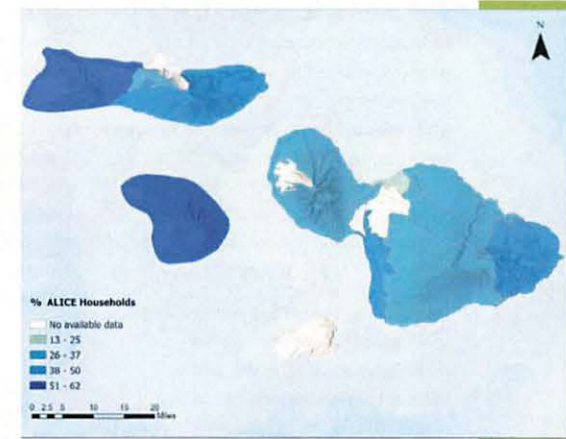 N
% ALICE Households
No available data
13 - 25
26 - 37
38 - 50
51 - 62
0 2.5 5 10 15 20
Miles